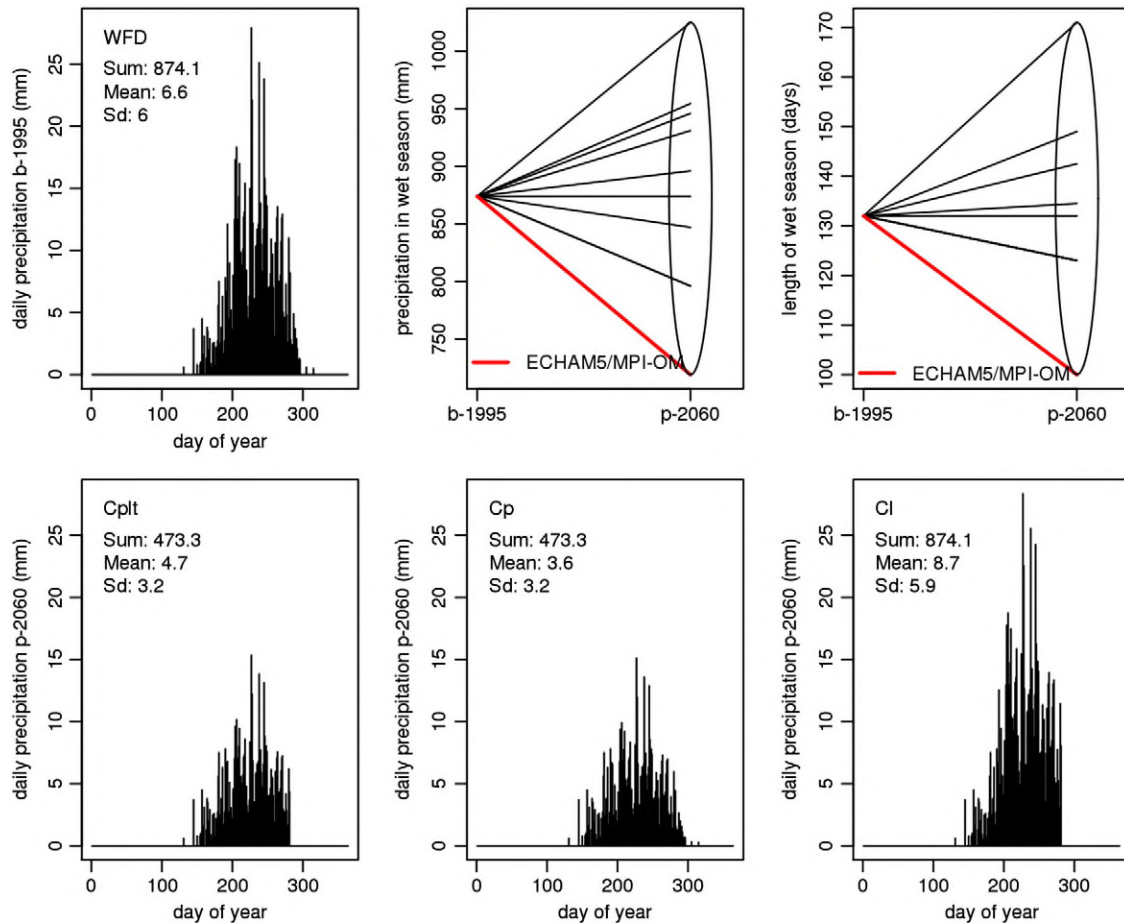 WFD
Sum: 874.1
Mean: 6.6
Sd: 6
daily precipitation b-1995 (mm)
0 5 10 15 20 25
0 100 200 300
day of year
precipitation in wet season (mm)
750 800 850 900 950 1000
ECHAM5/MPI-OM
b-1995 p-2060
length of wet season (days)
100 110 120 130 140 150 160 170
ECHAM5/MPI-OM
b-1995 p-2060
Cplt
Sum: 473.3
Mean: 4.7
Sd: 3.2
daily precipitation p-2060 (mm)
0 5 10 15 20 25
0 100 200 300
day of year
Cp
Sum: 473.3
Mean: 3.6
Sd: 3.2
daily precipitation p-2060 (mm)
0 5 10 15 20 25
0 100 200 300
day of year
Cl
Sum: 874.1
Mean: 8.7
Sd: 5.9
daily precipitation p-2060 (mm)
0 5 10 15 20 25
0 100 200 300
day of year